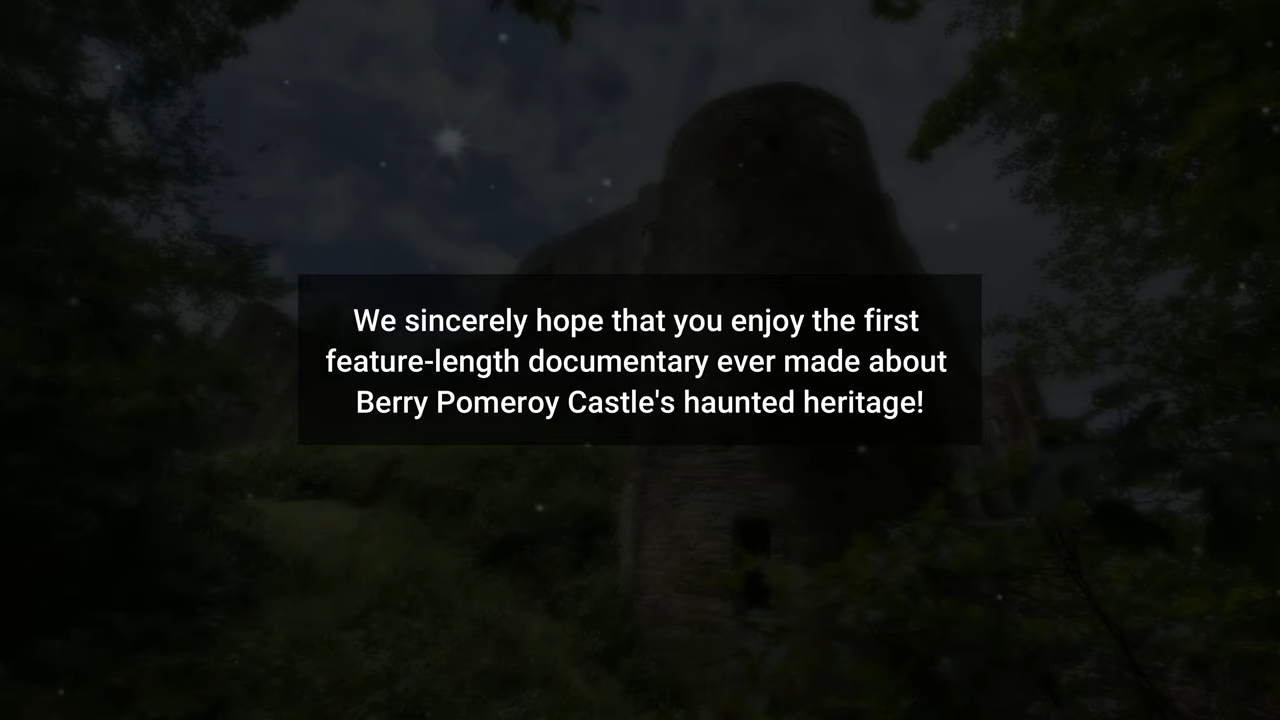 We sincerely hope that you enjoy the first
feature-length documentary ever made about
Berry Pomeroy Castle's haunted heritage!